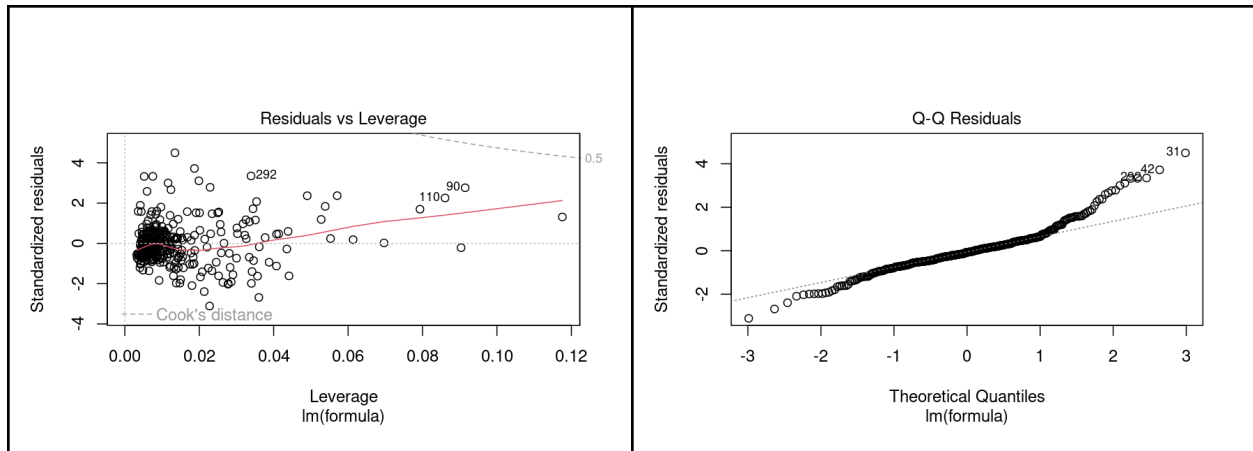 Residuals vs Leverage
Standardized residuals
4
2
0
-2
-4
292
90
110
0.5
Cook's distance
0.00 0.02 0.04 0.06 0.08 0.10 0.12
Leverage
lm(formula)
Q-Q Residuals
Standardized residuals
4
2
0
-2
31
42
292
-3 -2 -1 0 1 2 3
Theoretical Quantiles
lm(formula)